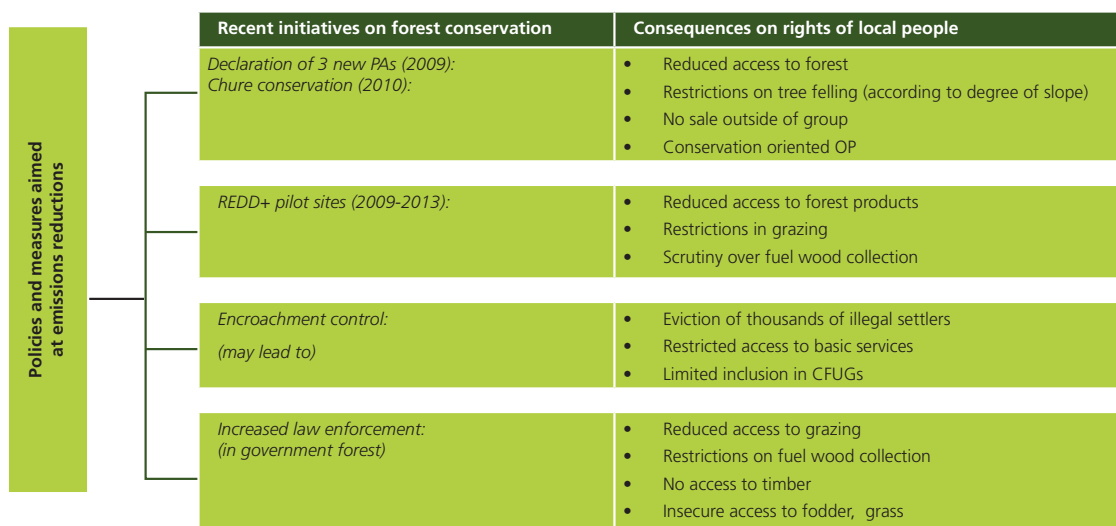 Policies and measures aimed
at emissions reductions
Recent initiatives on forest conservation
Consequences on rights of local people
Declaration of 3 new PAs (2009):
Chure conservation (2010):
• Reduced access to forest
• Restrictions on tree felling (according to degree of slope)
• No sale outside of group
• Conservation oriented OP
REDD+ pilot sites (2009-2013):
• Reduced access to forest products
• Restrictions in grazing
• Scrutiny over fuel wood collection
Encroachment control:
(may lead to)
• Eviction of thousands of illegal settlers
• Restricted access to basic services
• Limited inclusion in CFUGs
Increased law enforcement:
(in government forest)
• Reduced access to grazing
• Restrictions on fuel wood collection
• No access to timber
• Insecure access to fodder, grass